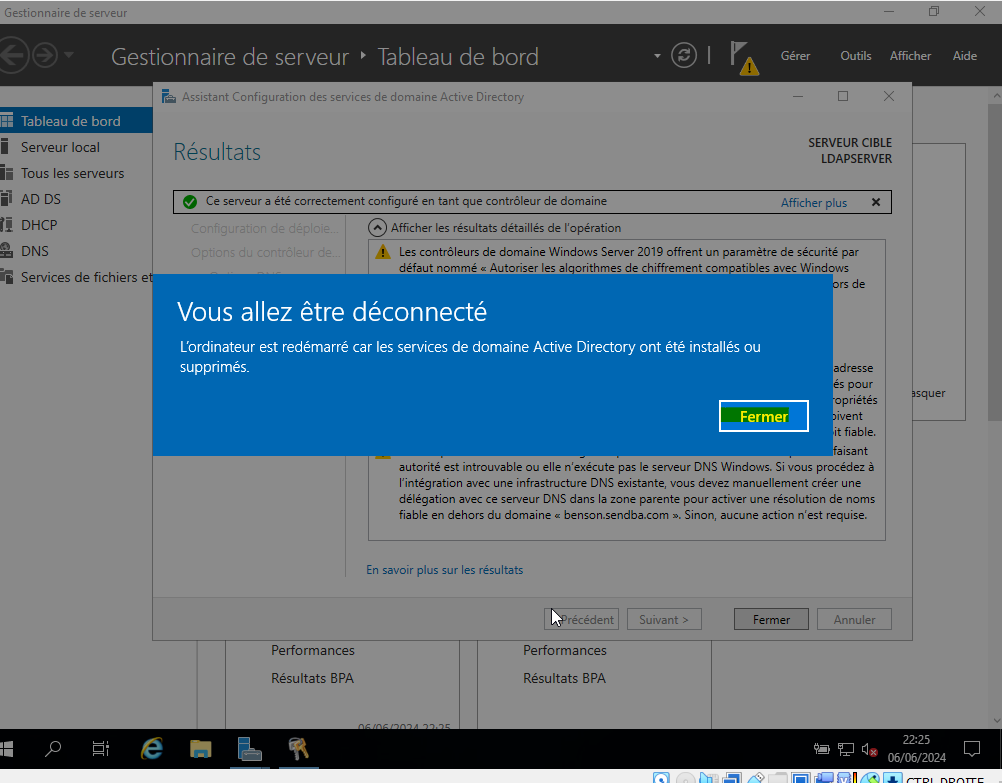 Gestionnaire de serveur
Gestionnaire de serveur ‣ Tableau de bord
Gérer Outils Afficher Aide
Tableau de bord
Serveur local
Tous les serveurs
AD DS
DHCP
DNS
Services de fichiers et
Assistant Configuration des services de domaine Active Directory
Résultats
SERVEUR CIBLE
LDAPSERVER
Ce serveur a été correctement configuré en tant que contrôleur de domaine
Afficher plus
Configuration de déploie...
Options du contrôleur de...
Afficher les résultats détaillés de l'opération
Les contrôleurs de domaine Windows Server 2019 offrent un paramètre de sécurité par
défaut nommé « Autoriser les algorithmes de chiffrement compatibles avec Windows
ors de
Vous allez être déconnecté
L'ordinateur est redémarré car les services de domaine Active Directory ont été installés ou
supprimés.
Fermer
adresse
és pour
ropriétés
oivent
it fiable.
faisant
asquer
autorité est introuvable ou elle n'exécute pas le serveur DNS Windows. Si vous procédez à
l'intégration avec une infrastructure DNS existante, vous devez manuellement créer une
délégation avec ce serveur DNS dans la zone parente pour activer une résolution de noms
fiable en dehors du domaine « benson.sendba.com ». Sinon, aucune action n'est requise.
En savoir plus sur les résultats
Précédent
Suivant >
Fermer
Annuler
Performances
Résultats BPA
Performances
Résultats BPA
06/06/2024 22:25
22:25
06/06/2024
CTRL DROITE